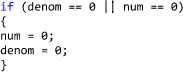 if (denom == 0 || num == 0)
{
num = 0;
denom = 0;
}